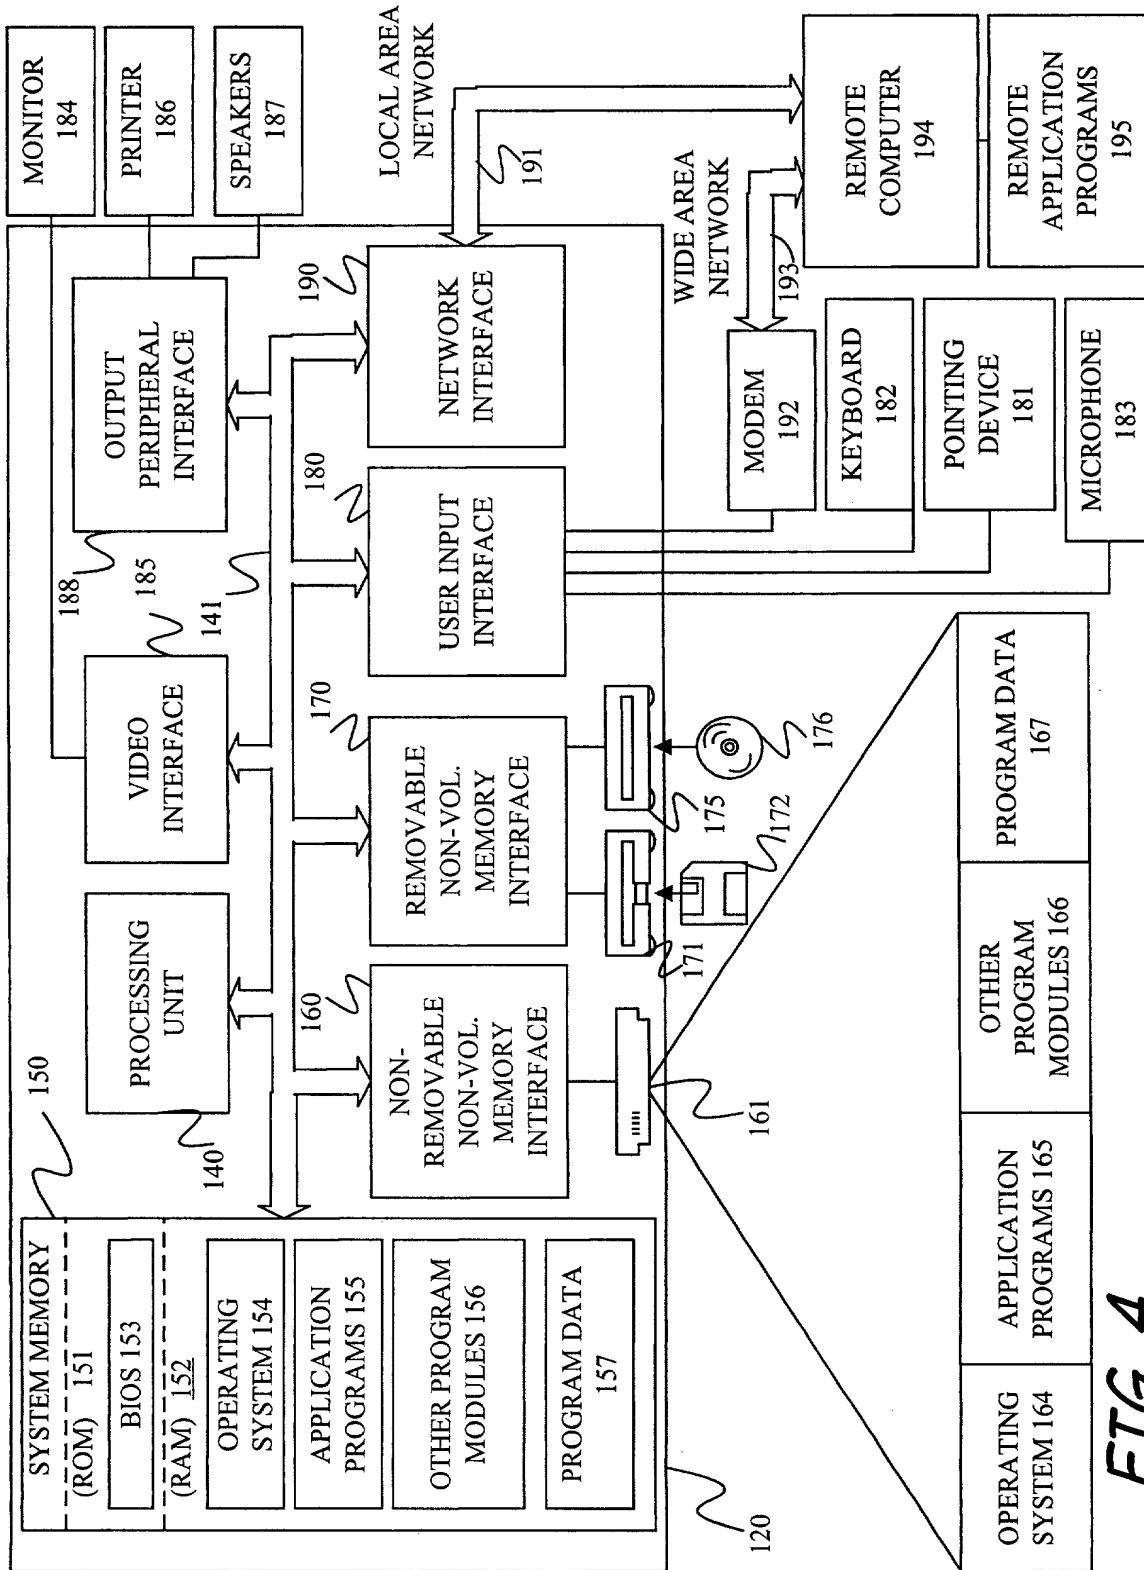 SYSTEM MEMORY
(ROM) 151
BIOS 153
(RAM) 152
OPERATING
SYSTEM 154
APPLICATION
PROGRAMS 155
OTHER PROGRAM
MODULES 156
PROGRAM DATA
157
150
140
PROCESSING
UNIT
VIDEO
INTERFACE
188
185
141
OUTPUT
PERIPHERAL
INTERFACE
MONITOR
184
PRINTER
186
SPEAKERS
187
160
NON-
REMOVABLE
NON-VOL.
MEMORY
INTERFACE
170
REMOVABLE
NON-VOL.
MEMORY
INTERFACE
180
USER INPUT
INTERFACE
190
NETWORK
INTERFACE
LOCAL AREA
NETWORK
191
120
161
171
172
175
176
WIDE AREA
NETWORK
193
MODEM
192
KEYBOARD
182
POINTING
DEVICE
181
MICROPHONE
183
REMOTE
COMPUTER
194
REMOTE
APPLICATION
PROGRAMS
195
OPERATING
SYSTEM 164
APPLICATION
PROGRAMS 165
OTHER
PROGRAM
MODULES 166
PROGRAM DATA
167
FIG. 4